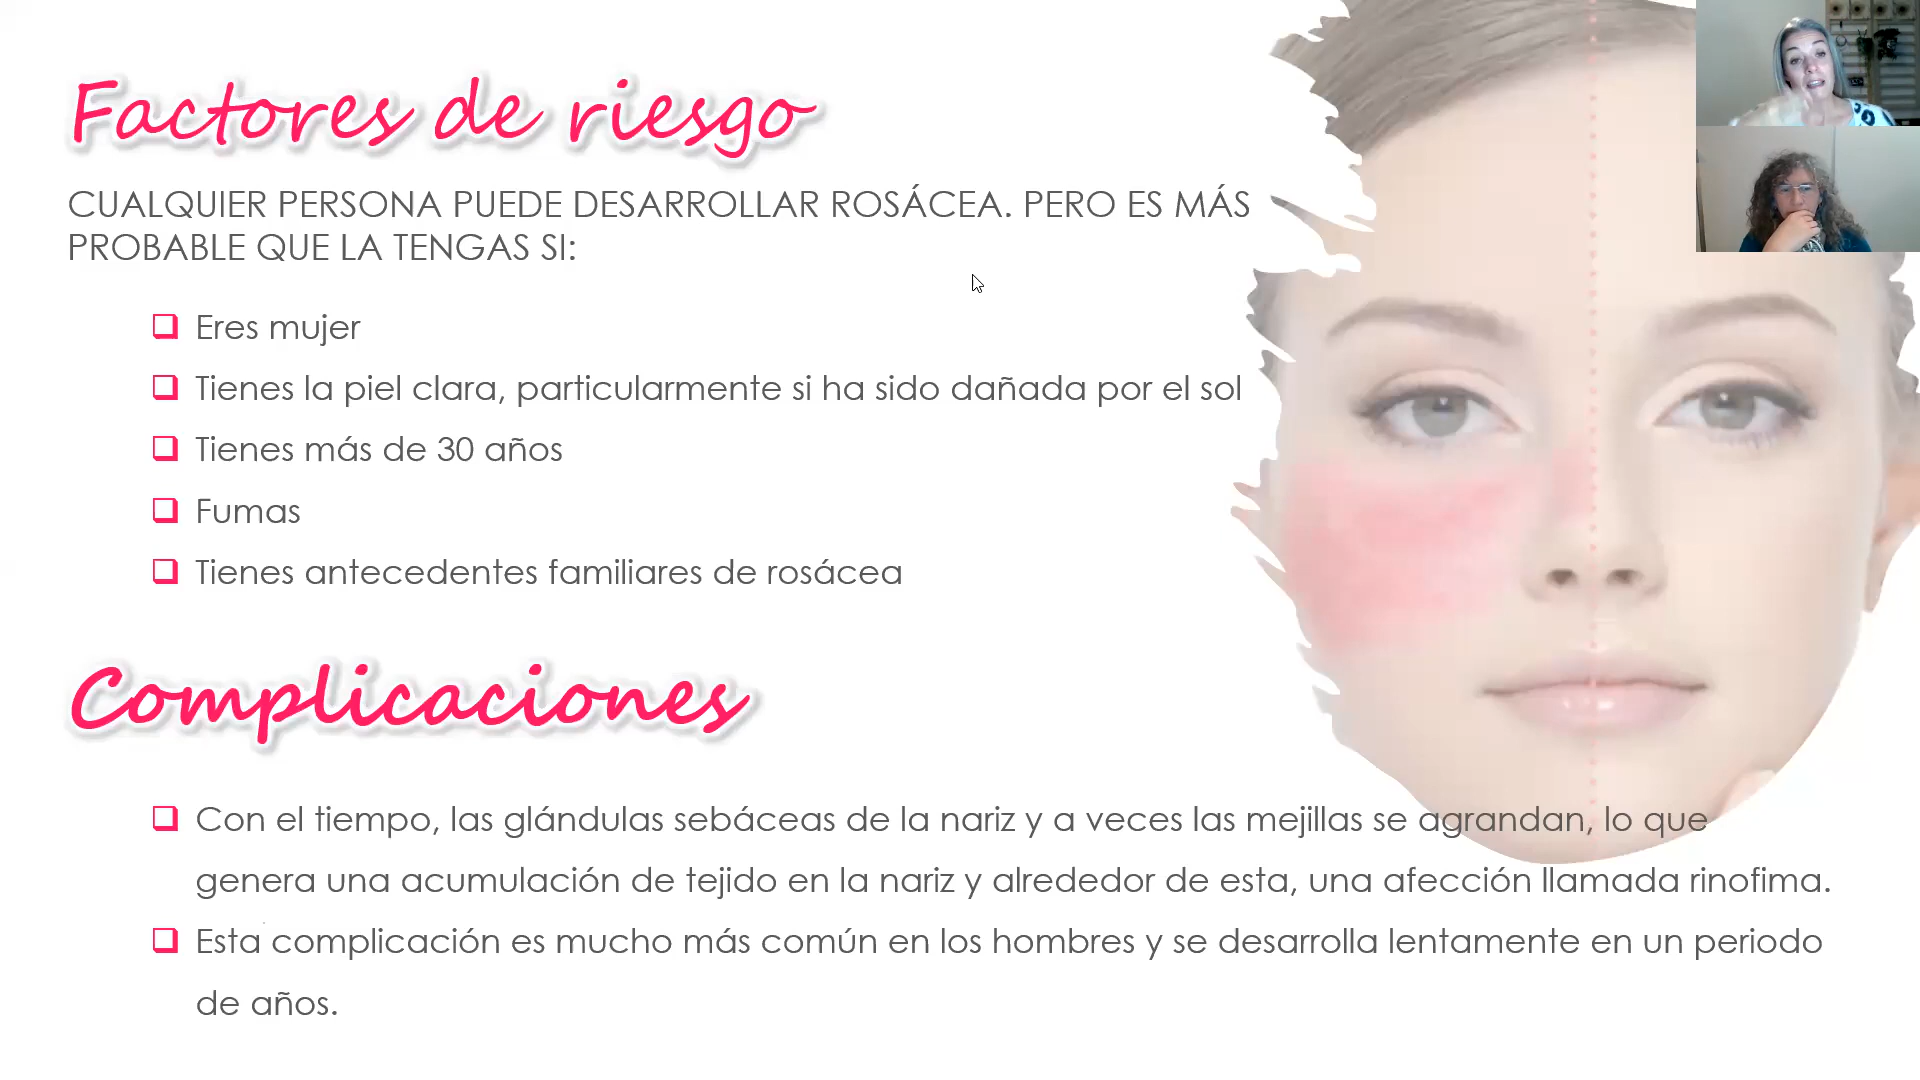 Factores de riesgo
CUALQUIER PERSONA PUEDE DESARROLLAR ROSÁCEA. PERO ES MÁS
PROBABLE QUE LA TENGAS SI:
Eres mujer
Tienes la piel clara, particularmente si ha sido dañada por el sol
Tienes más de 30 años
Fumas
Tienes antecedentes familiares de rosácea
Complicaciones
Con el tiempo, las glándulas sebáceas de la nariz y a veces las mejillas se agrandan, lo que
genera una acumulación de tejido en la nariz y alrededor de esta, una afección llamada rinofima.
Esta complicación es mucho más común en los hombres y se desarrolla lentamente en un periodo
de años.